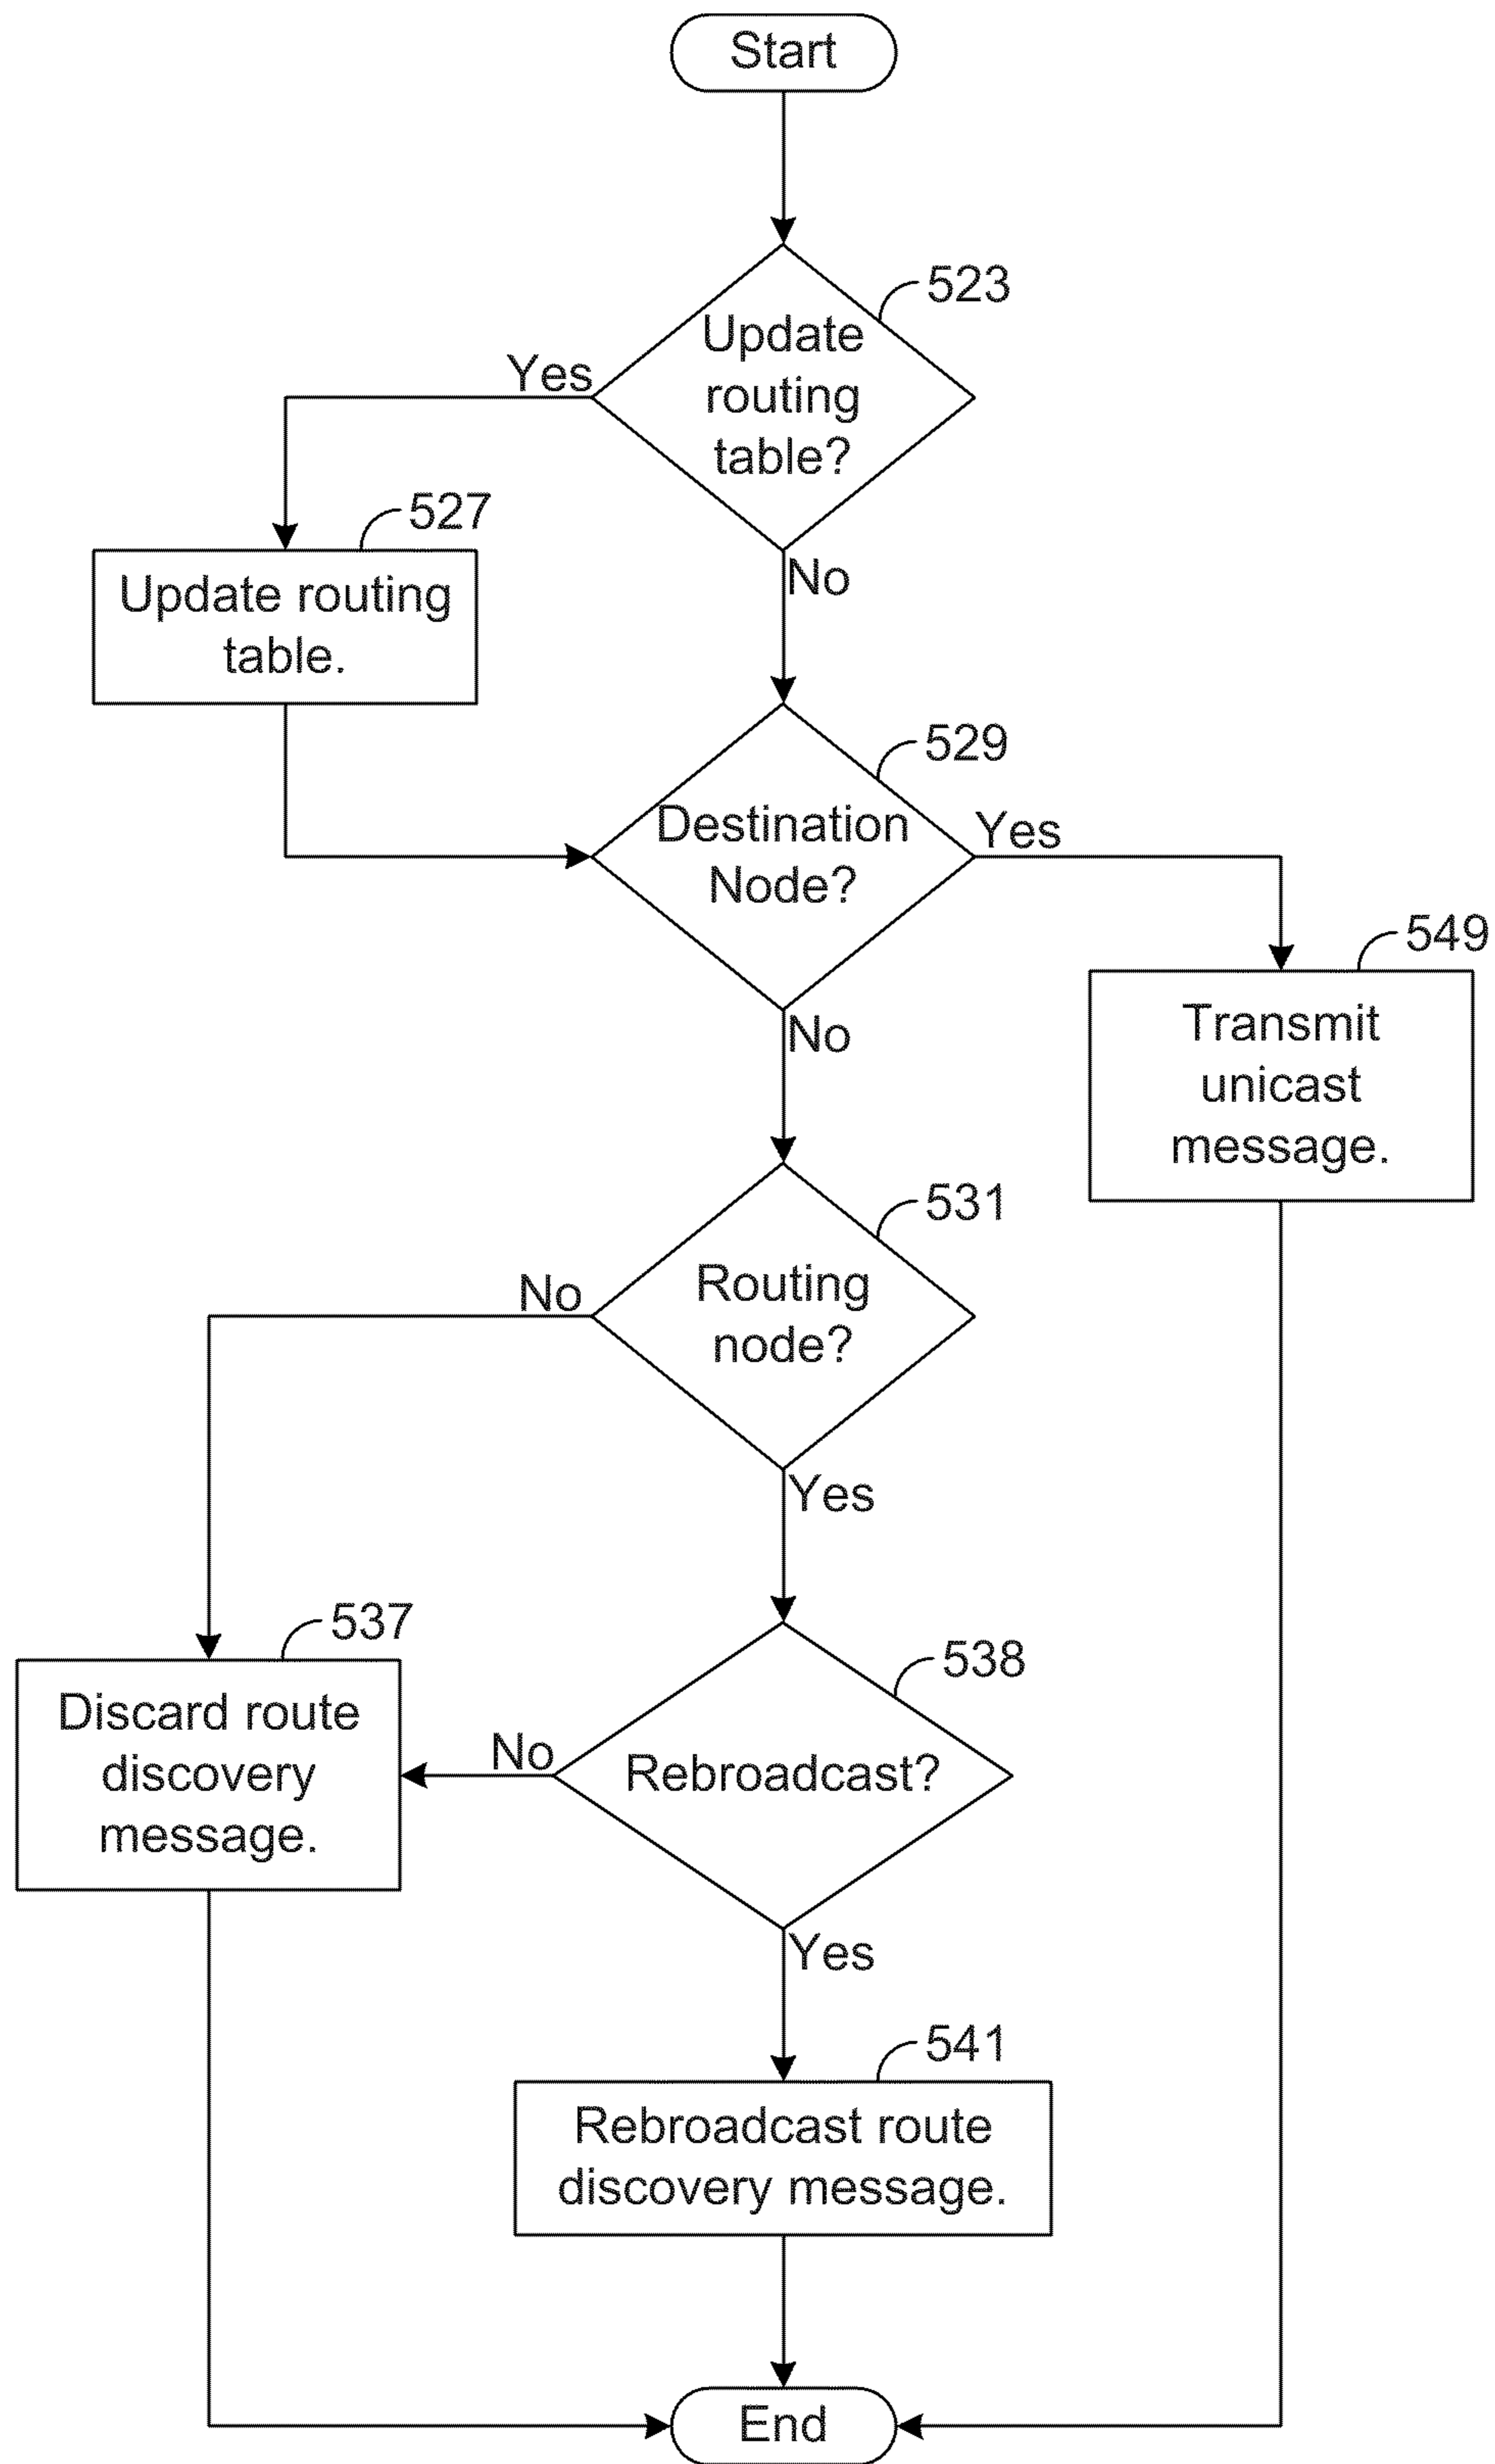 Start
523
Update
routing
table?
Yes
527
Update routing
table.
No
529
Destination
Node?
Yes
549
Transmit
unicast
message.
No
531
Routing
node?
No
Yes
537
Discard route
discovery
message.
538
Rebroadcast?
No
Yes
541
Rebroadcast route
discovery message.
End